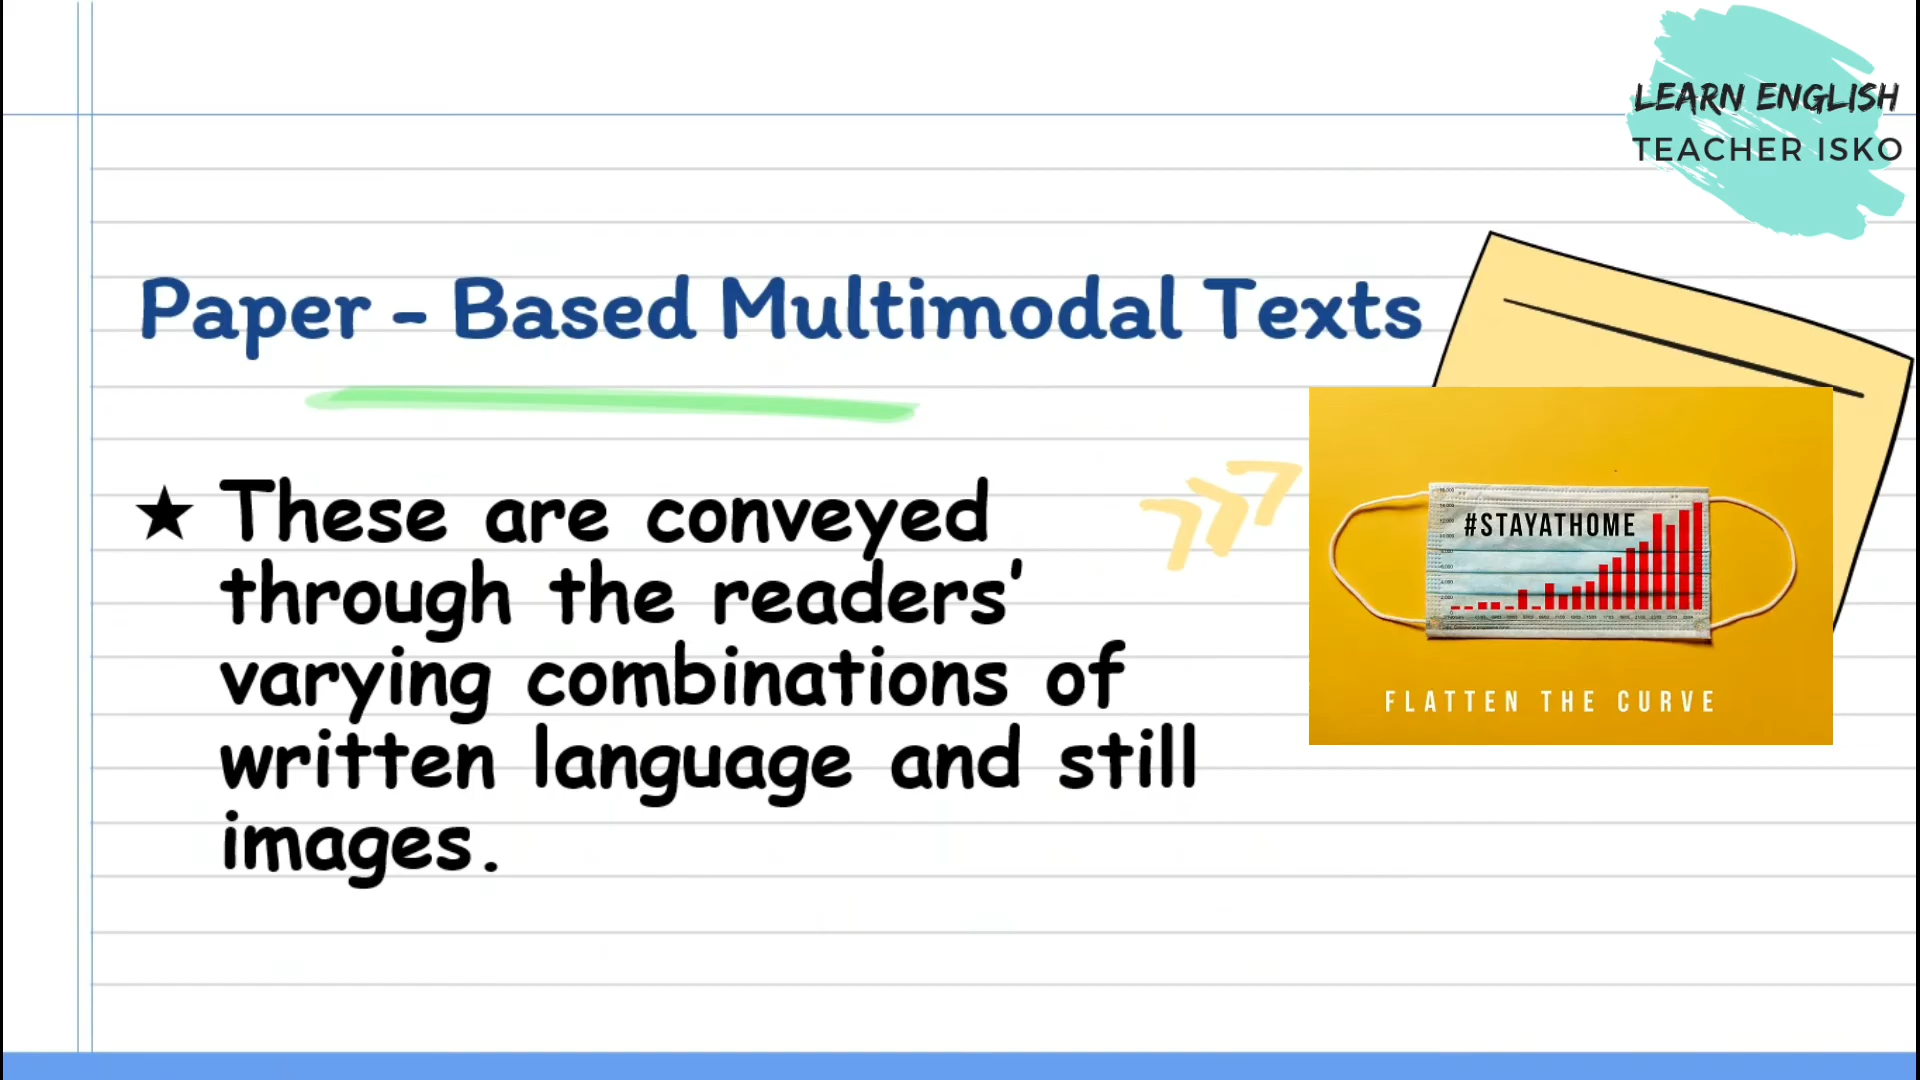 LEARN ENGLISH
TEACHER ISKO
Paper - Based Multimodal Texts
★ These are conveyed
through the readers'
varying combinations of
written language and still
images.
#STAYATHOME
FLATTEN THE CURVE